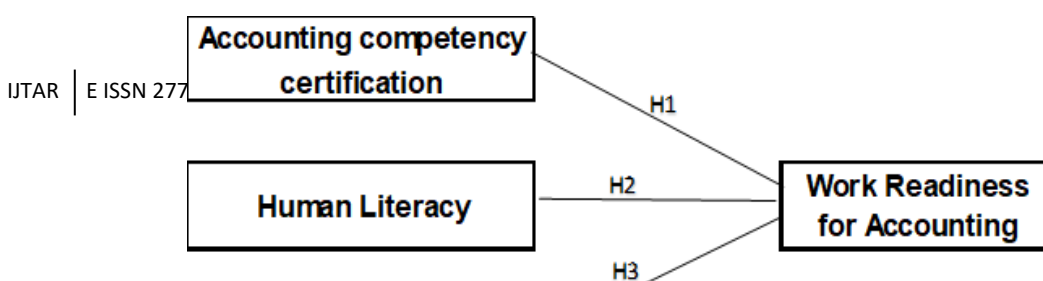 Accounting competency
certification
IJTAR E ISSN 277
H1
Human Literacy
H2
Work Readiness
for Accounting
H3